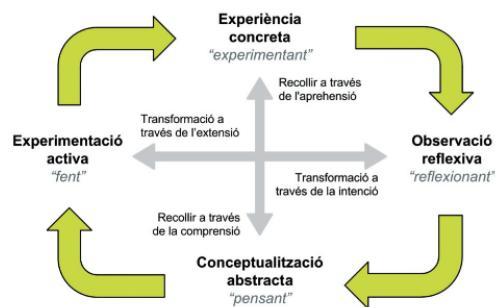 Experiència
concreta
“experimentant”
Recollir a través
de l'aprehensió
Transformació a
través de l’extensió
Experimentació
activa
“fent”
Observació
reflexiva
“reflexionant”
Transformació a
través de la intenció
Recollir a través
de la comprensió
Conceptualització
abstracta
“pensant”